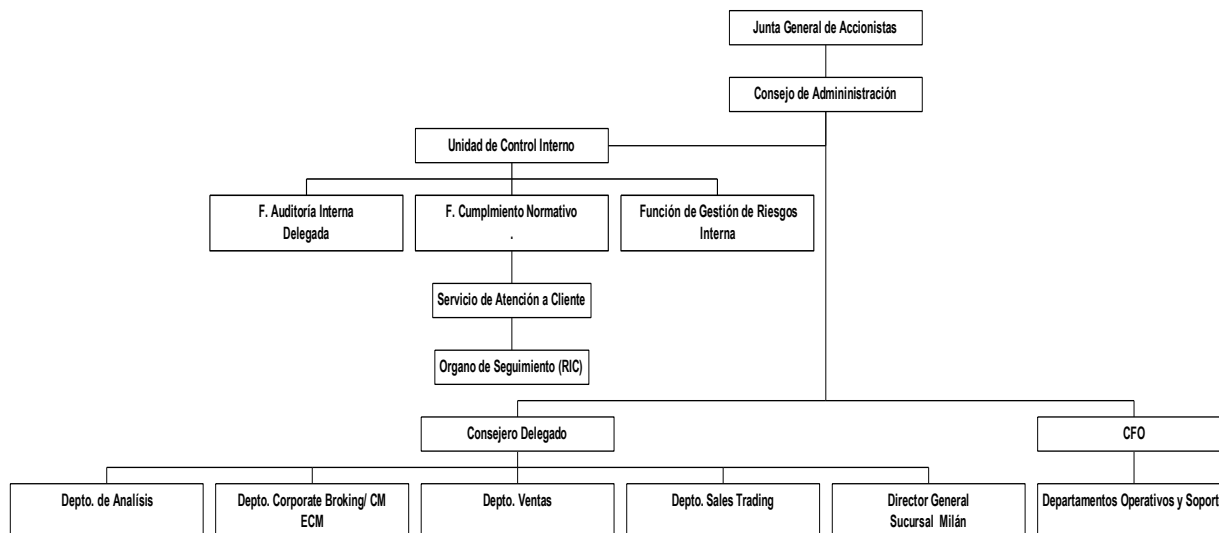 Junta General de Accionistas
Consejo de Admininistración
Unidad de Control Interno
F. Auditoría Interna
Delegada
F. Cumplmiento Normativo
.
Función de Gestión de Riesgos
Interna
Servicio de Atención a Cliente
Organo de Seguimiento (RIC)
Consejero Delegado
CFO
Depto. de Análisis
Depto. Corporate Broking/ CM
ECM
Depto. Ventas
Depto. Sales Trading
Director General
Sucursal Milán
Departamentos Operativos y Soport